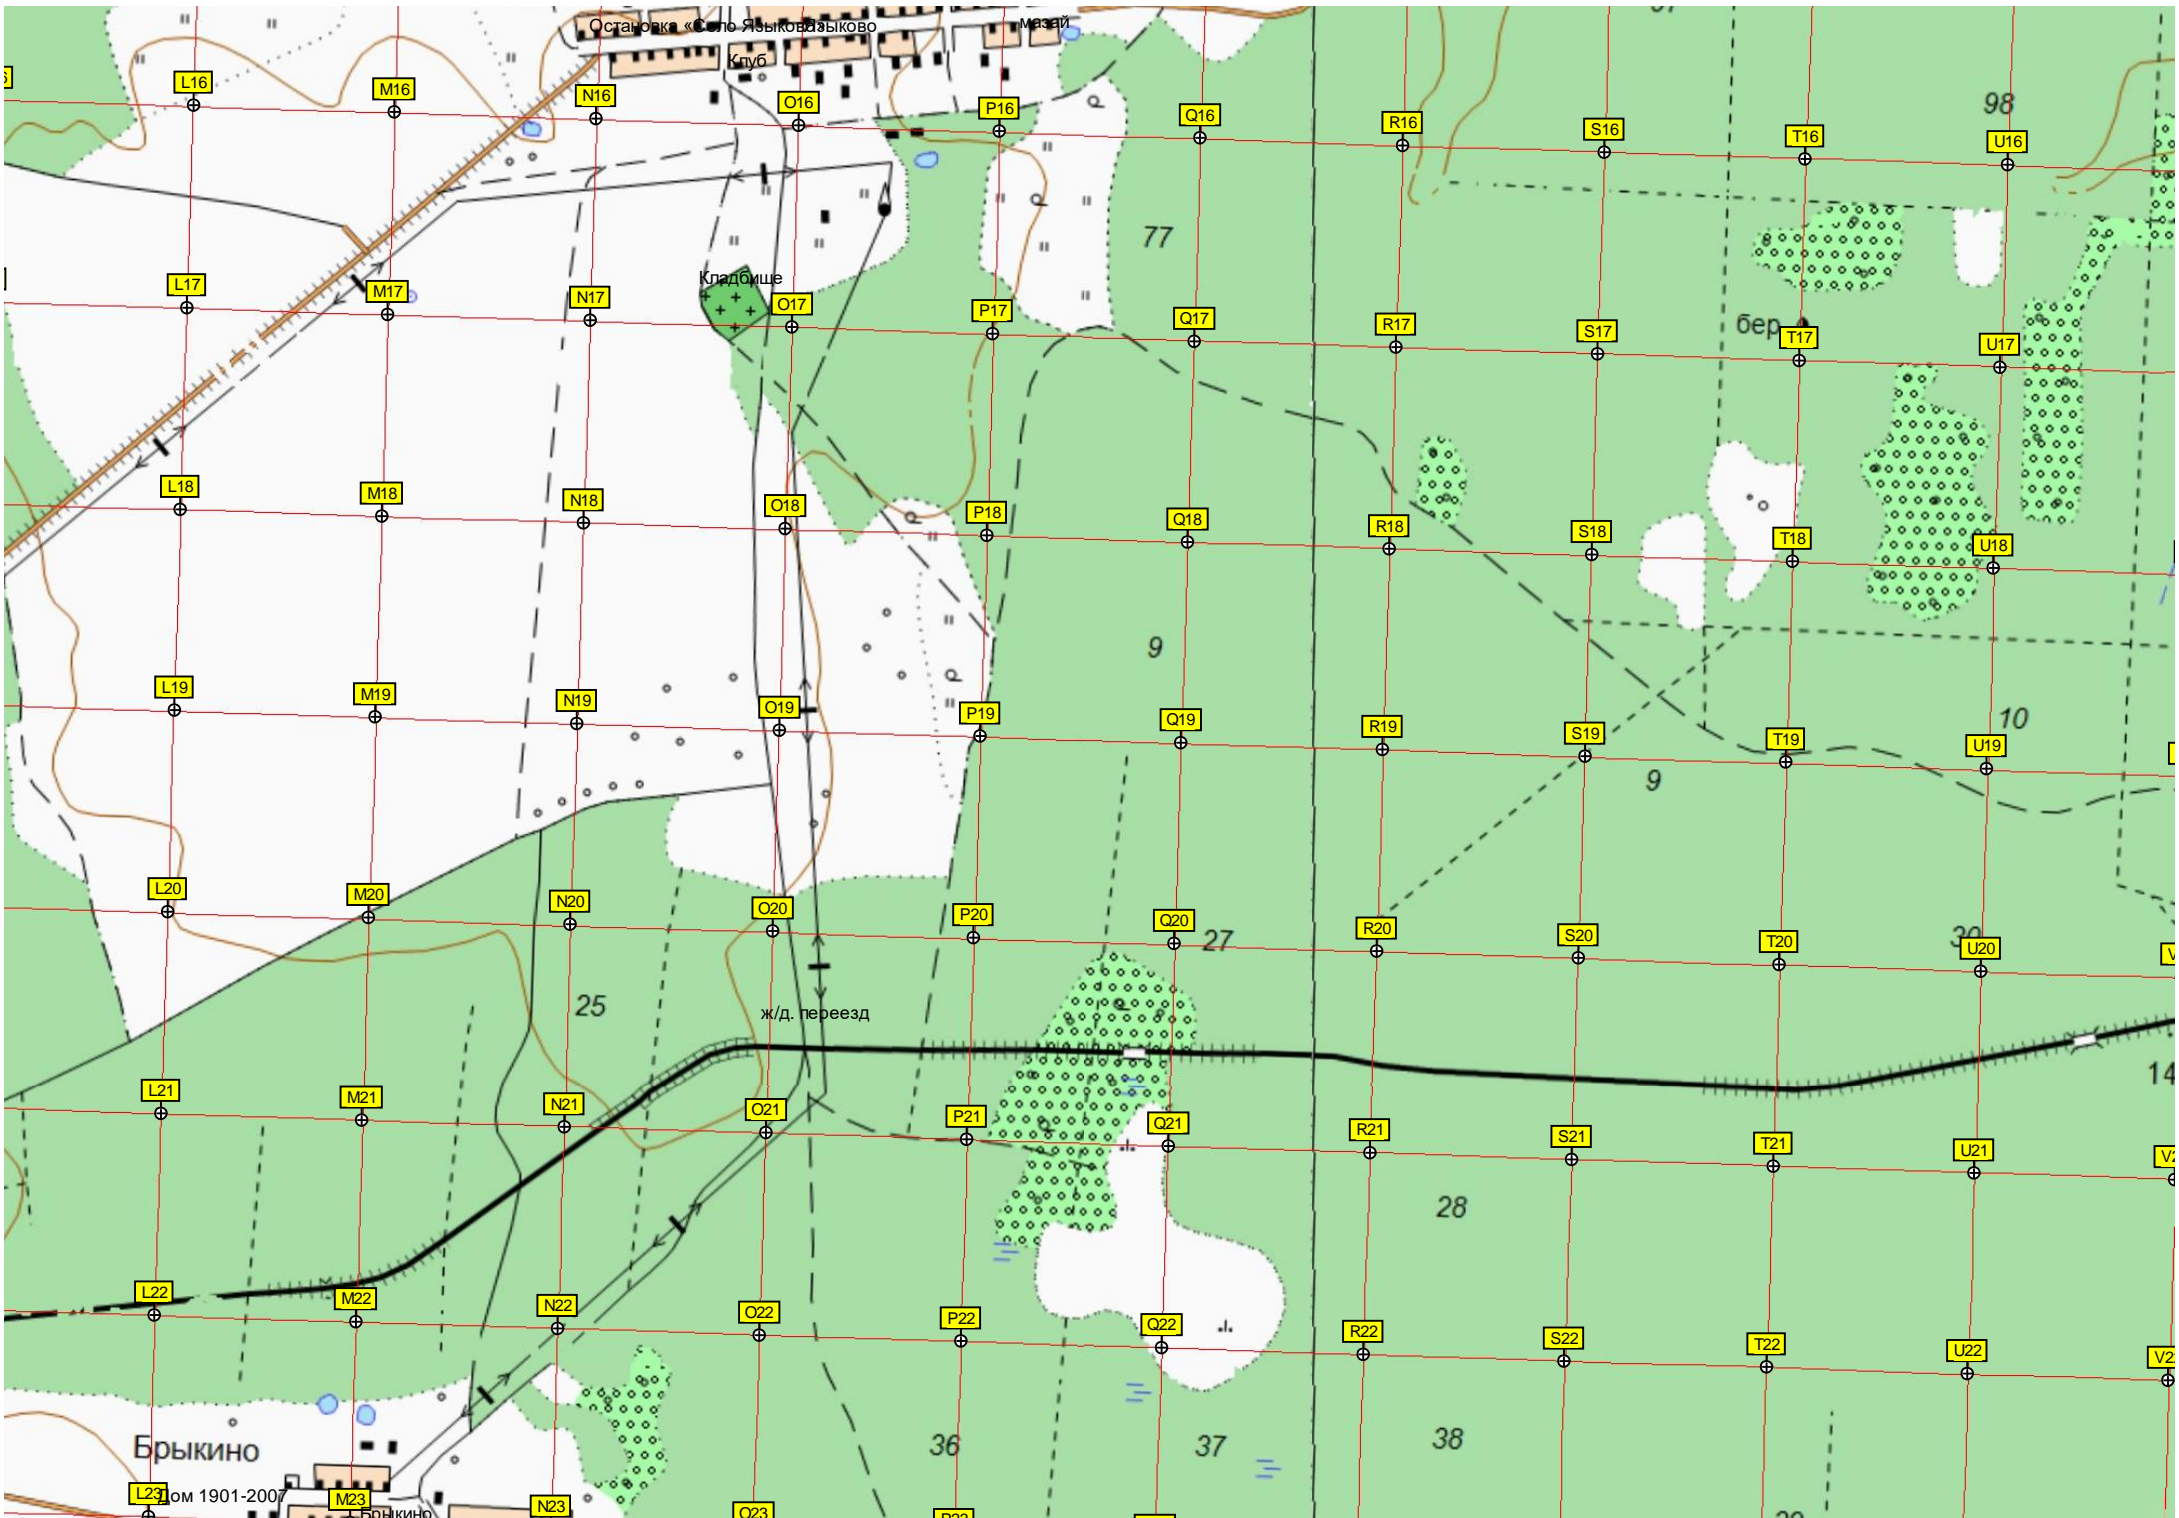 97
Остановка «Село Языково»
Языково
мазай
Клуб
L16 M16 N16 O16 P16 Q16 R16 S16 T16 U16
98
77
Кладбище
L17 M17 N17 O17 P17 Q17 R17 S17 T17 U17
бер
L18 M18 N18 O18 P18 Q18 R18 S18 T18 U18
9
L19 M19 N19 O19 P19 Q19 R19 S19 T19 U19
10
9
L20 M20 N20 O20 P20 Q20 R20 S20 T20 U20
27
30
25
ж/д. переезд
14
L21 M21 N21 O21 P21 Q21 R21 S21 T21 U21
28
L22 M22 N22 O22 P22 Q22 R22 S22 T22 U22
36 37 38
Брыкино
L23 M23 N23 O23 P23
Дом 1901-2007
Брыкино